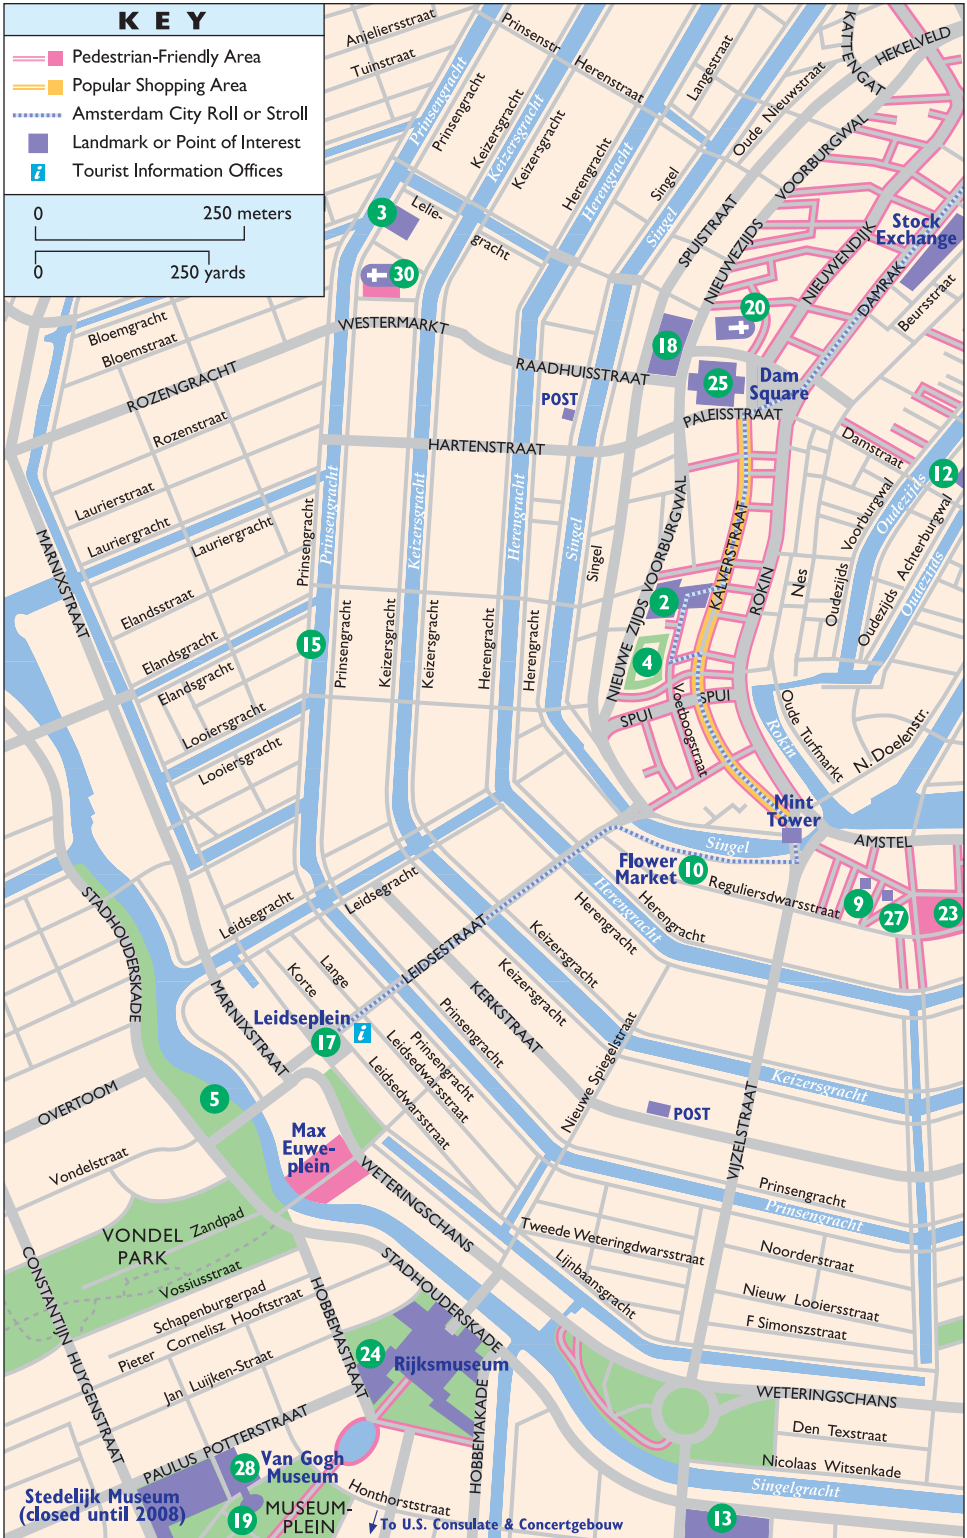 KEY
Pedestrian-Friendly Area
Popular Shopping Area
Amsterdam City Roll or Stroll
Landmark or Point of Interest
i Tourist Information Offices
0 250 meters
0 250 yards
Anjeliersstraat
Tuinstraat
Prinsengracht
Prinsengracht
Prinsenstr
Herenstraat
Keizersgracht
Keizersgracht
Keizersgracht
Langestraat
Oude Nieuwstraat
KATTENGAT
HEKELVELD
Herengracht
Herengracht
Singel
Singel
SPUISTRAAT
NIEUWEZIJDS
VOORBURGWAL
NIEUWENDIJK
DAMRAK
Stock
Exchange
Beursstraat
3
Lelie-
gracht
30
20
18
25
Dam
Square
WESTERMARKT
RAADHUISSTRAAT
POST
PALEISSTRAAT
Bloemgracht
Bloemstraat
ROZENGRACHT
Rozenstraat
HARTENSTRAAT
Damstraat
12
Laurierstraat
Lauriergracht
Lauriergracht
MARNIXSTRAAT
Prinsengracht
Prinsengracht
Keizersgracht
Herengracht
Singel
Singel
NIEUWE ZIJDS VOORBURGWAL
KALVERSTRAAT
ROKIN
Nes
Oudezijds
Voorburgwal
Oudezijds
Oudezijds
Achterburgwal
Oudezijds
Elandsstraat
Elandsgracht
Elandsgracht
2
4
15
Prinsengracht
Keizersgracht
Keizersgracht
Herengracht
Herengracht
Looiersgracht
Looiersgracht
SPUI
SPUI
Voetboogstraat
Rokin
Oude Turfmarkt
N. Doelenstr.
Mint
Tower
AMSTEL
Singel
Flower
Market
10
Reguliersdwarsstraat
9
27
23
STADHOUDERSKADE
Leidsegracht
Leidsegracht
LEIDSESTRAAT
Herengracht
Herengracht
Herengracht
Keizersgracht
Keizersgracht
KERKSTRAAT
Lange
Korte
MARNIXSTRAAT
Leidseplein
17
i
Prinsengracht
Prinsengracht
Leidsedwarsstraat
Leidsedwarsstraat
Nieuwe Spiegelstraat
Keizersgracht
POST
VIJZELSTRAAT
OVERTOOM
5
Max
Euwe-
plein
Vondelstraat
WETERINGSCHANS
Prinsengracht
Prinsengracht
VONDEL
PARK
Zandpad
Tweede Weteringdwarsstraat
Lijnbaansgracht
Noorderstraat
Nieuw Looiersstraat
F Simonszstraat
Vossiusstraat
STADHOUDERSKADE
CONSTANTIJN HUYGENSTRAAT
Schapenburgerpad
Pieter Cornelisz Hooftstraat
HOBBEMASTRAAT
Jan Luijken-Straat
24
Rijksmuseum
HOBBEMAKADE
WETERINGSCHANS
Den Texstraat
Nicolaas Witsenkade
Singelgracht
PAULUS POTTERSTRAAT
28
Van Gogh
Museum
Stedelijk Museum
(closed until 2008)
19
MUSEUM-
PLEIN
Honthorststraat
To U.S. Consulate & Concertgebouw
13